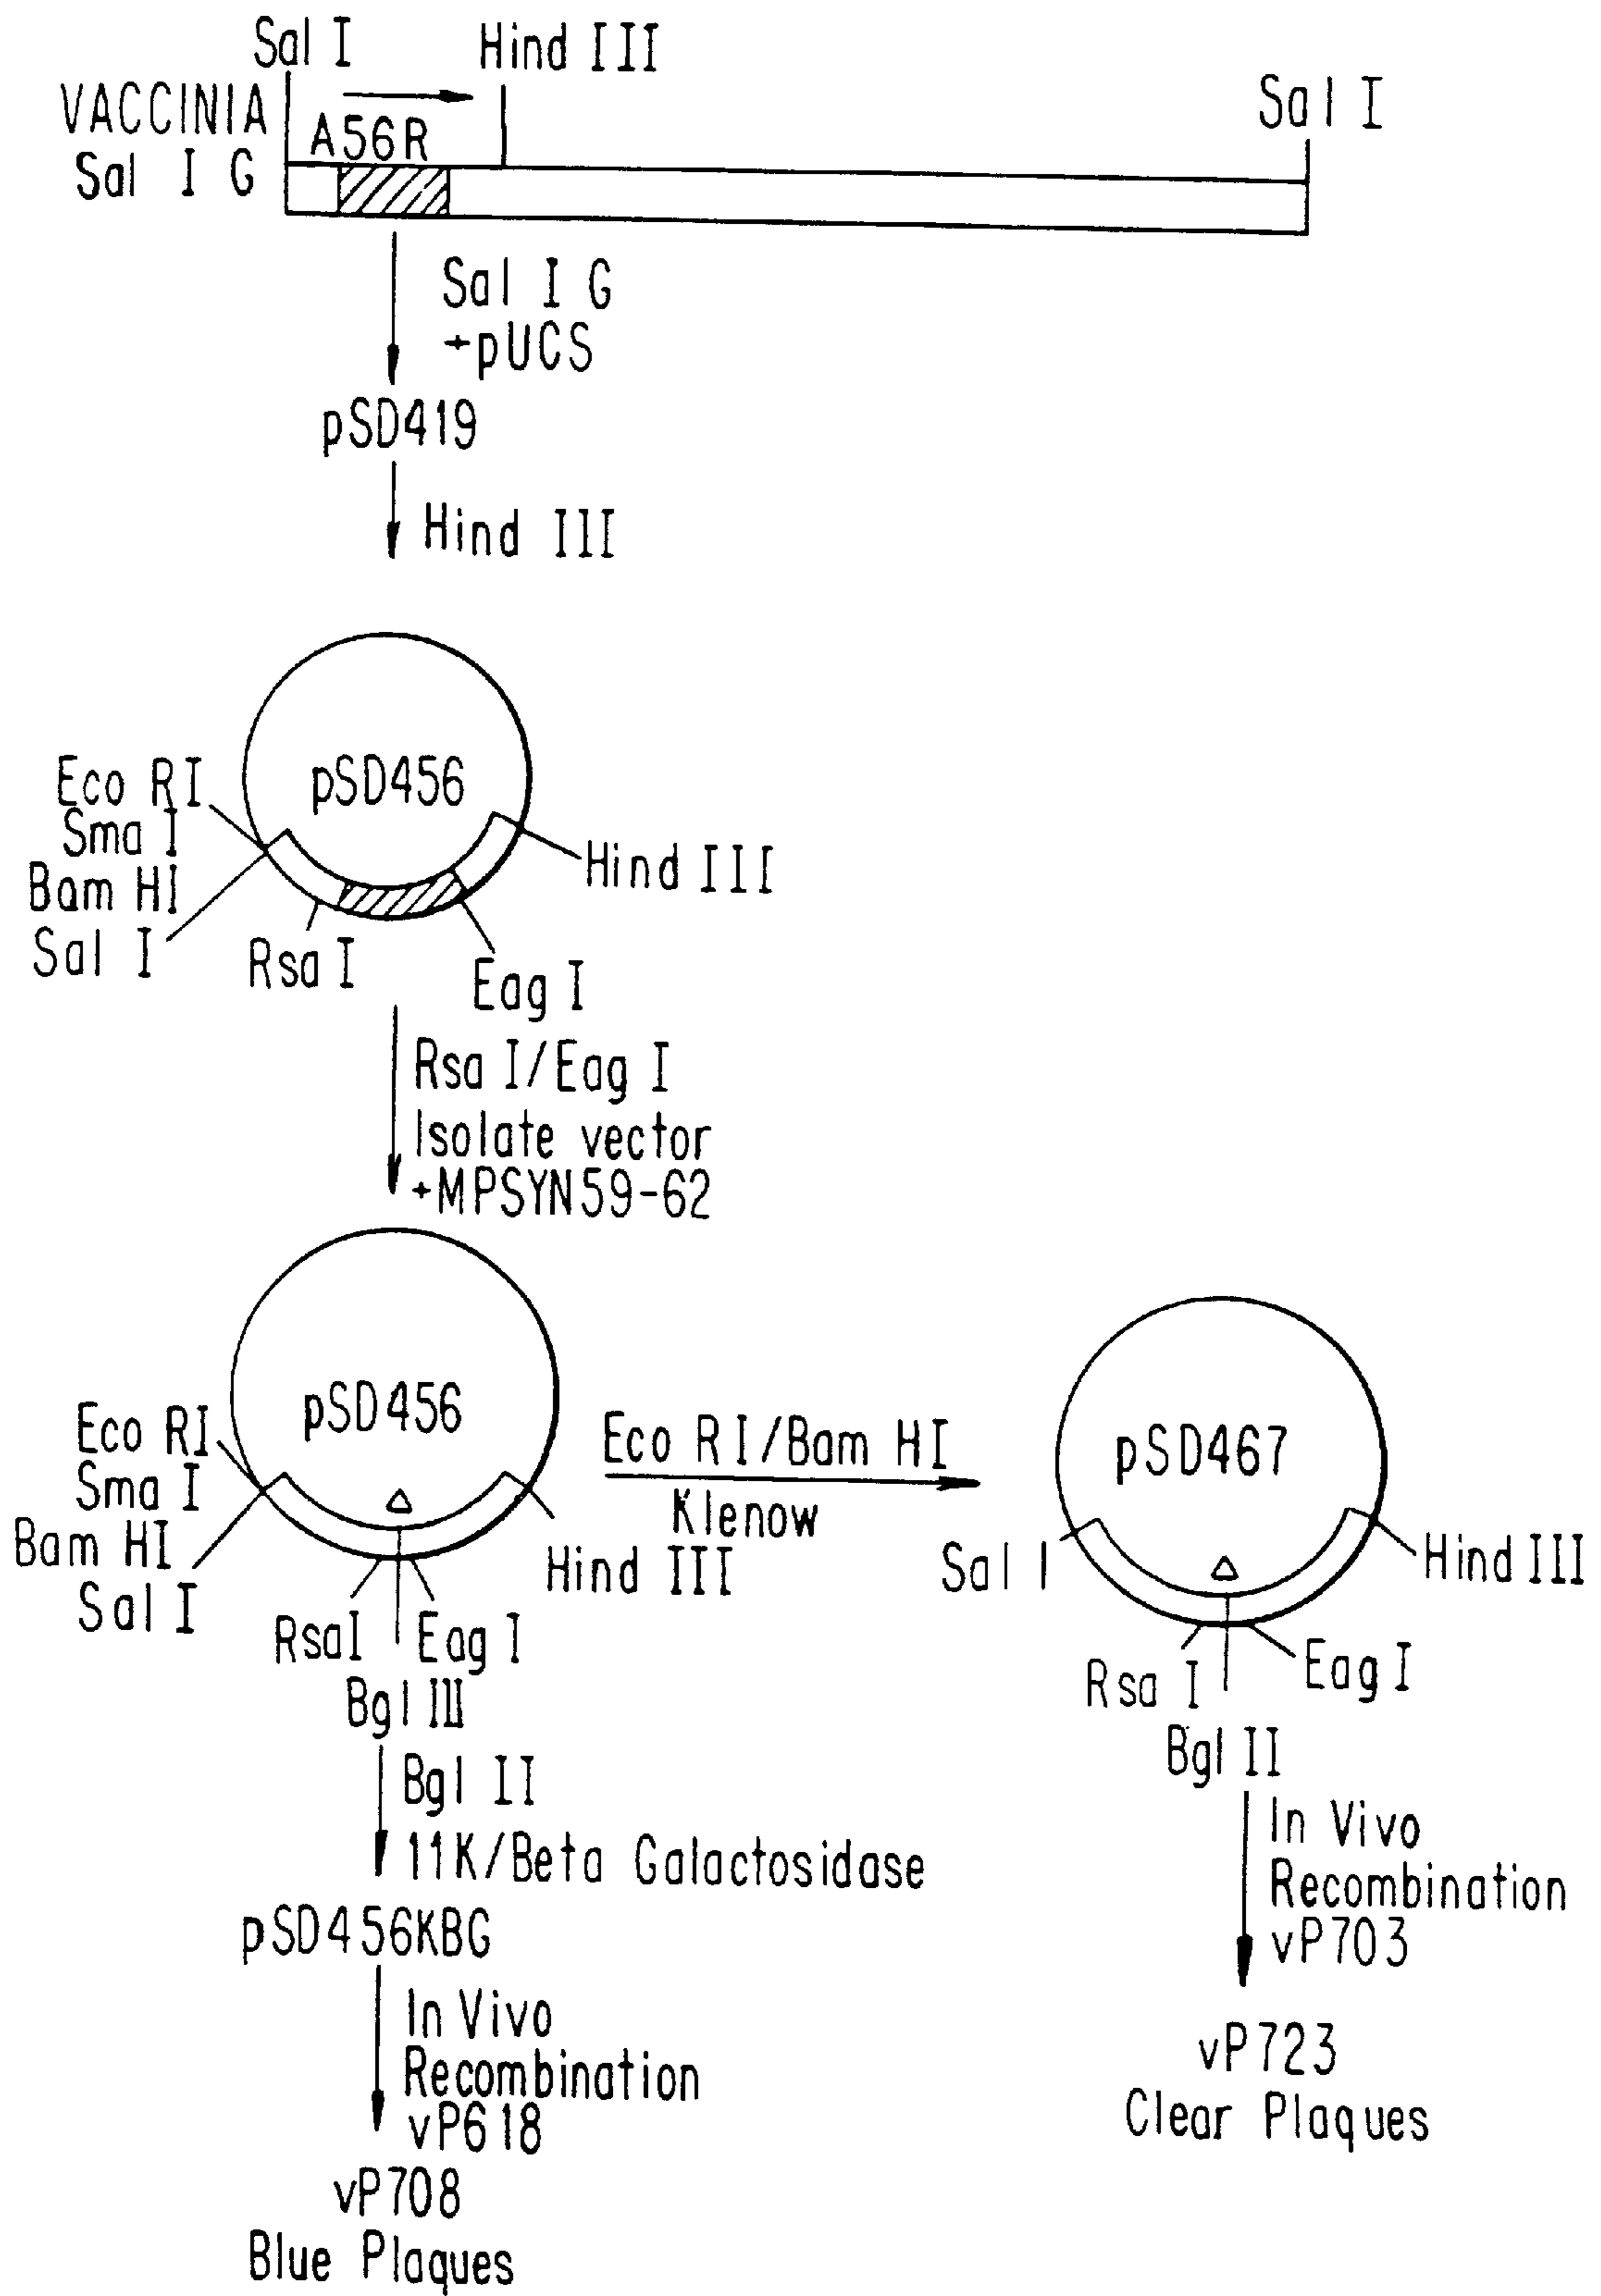 Sal I
Hind III
Sal I
VACCINIA
A56R
Sal I G
Sal I G
+pUCS
pSD419
Hind III
pSD456
Eco RI
Sma I
Bam HI
Sal I
Hind III
Rsa I
Eag I
Rsa I/Eag I
Isolate vector
+MPSYN59-62
pSD456
Eco RI
Sma I
Bam HI
Sal I
Δ
Hind III
RsaI
Eag I
Bgl III
Eco RI/Bam HI
Klenow
pSD467
Sal I
Δ
Hind III
Rsa I
Eag I
Bgl II
Bgl II
11K/Beta Galactosidase
pSD456KBG
In Vivo
Recombination
vP618
vP708
Blue Plaques
In Vivo
Recombination
vP703
vP723
Clear Plaques